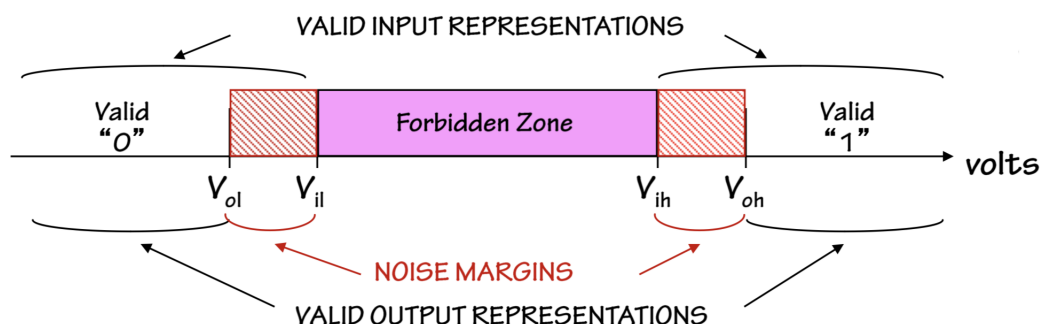 VALID INPUT REPRESENTATIONS
Valid
“0”
Forbidden Zone
Valid
“1”
volts
Vol
Vil
Vih
Voh
NOISE MARGINS
VALID OUTPUT REPRESENTATIONS